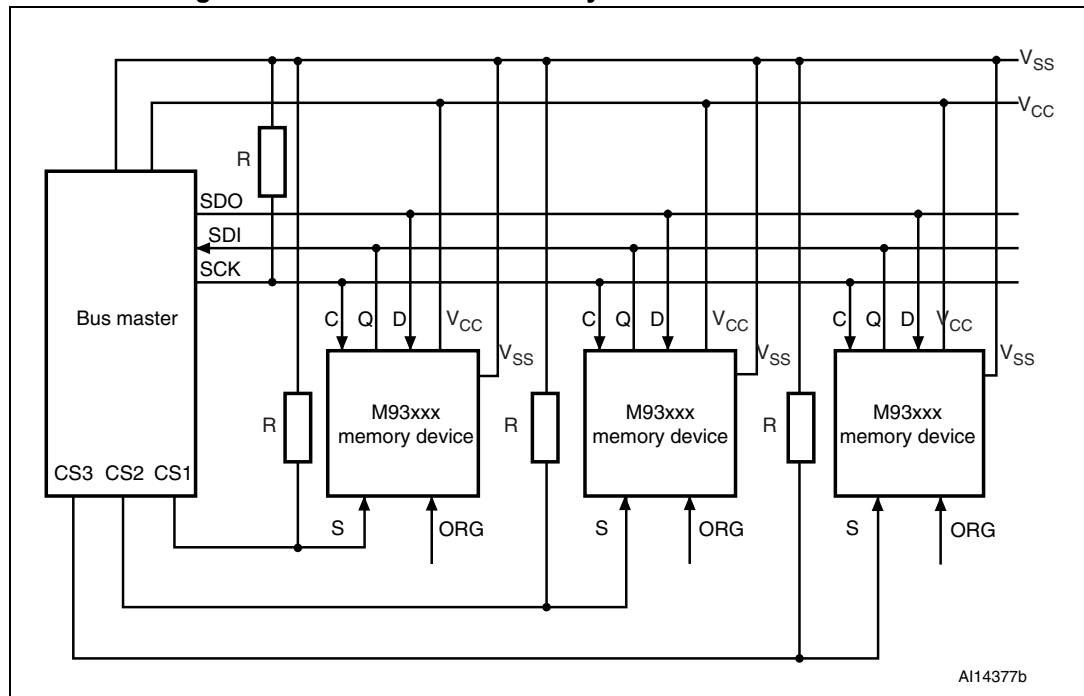 VSS
VCC
R
SDO
SDI
SCK
Bus master
C Q D VCC
VSS
C Q D VCC
VSS
C Q D VCC
VSS
R
M93xxx
memory device
R
M93xxx
memory device
R
M93xxx
memory device
CS3 CS2 CS1
S ORG
S ORG
S ORG
AI14377b